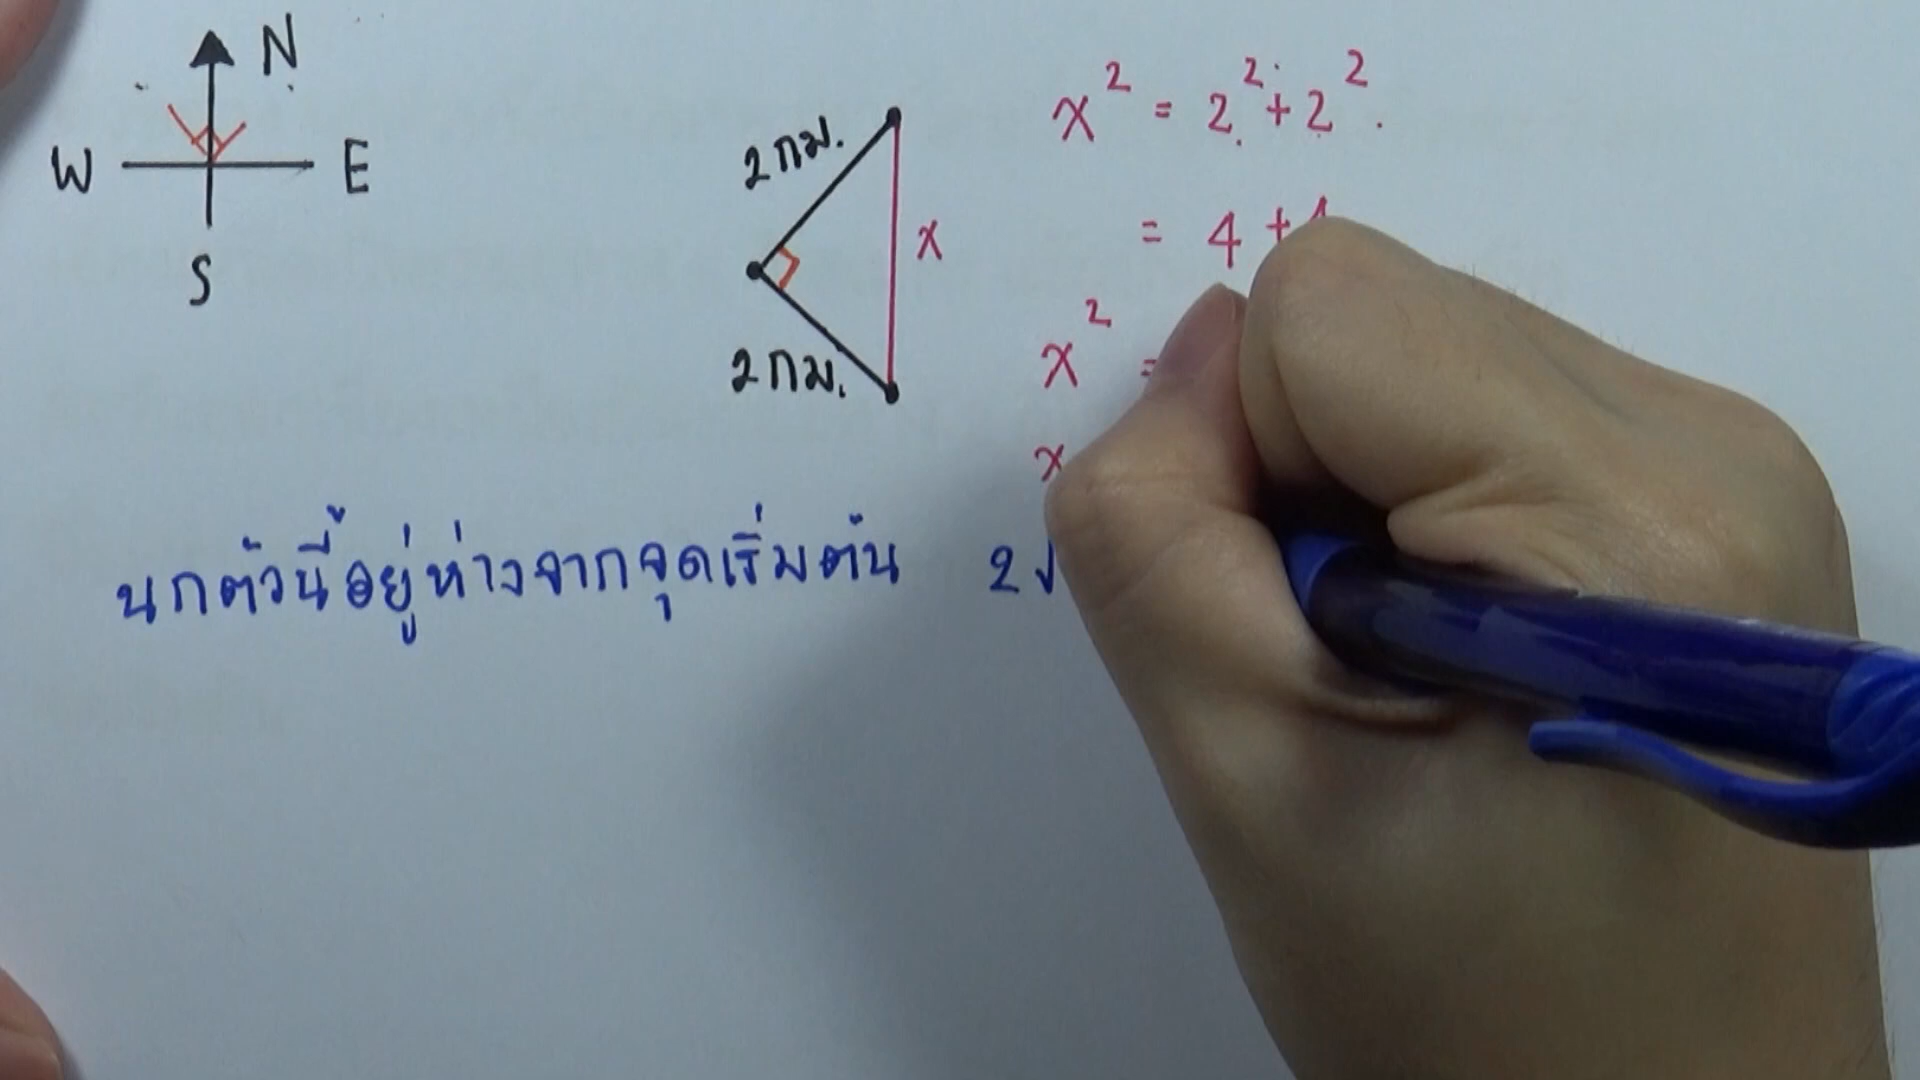 N
W E
S
2 กม.
x
2 กม.
x² = 2² + 2²
= 4 +
x² =
x
นกตัวนี้อยู่ห่างจากจุดเริ่มต้น 2√